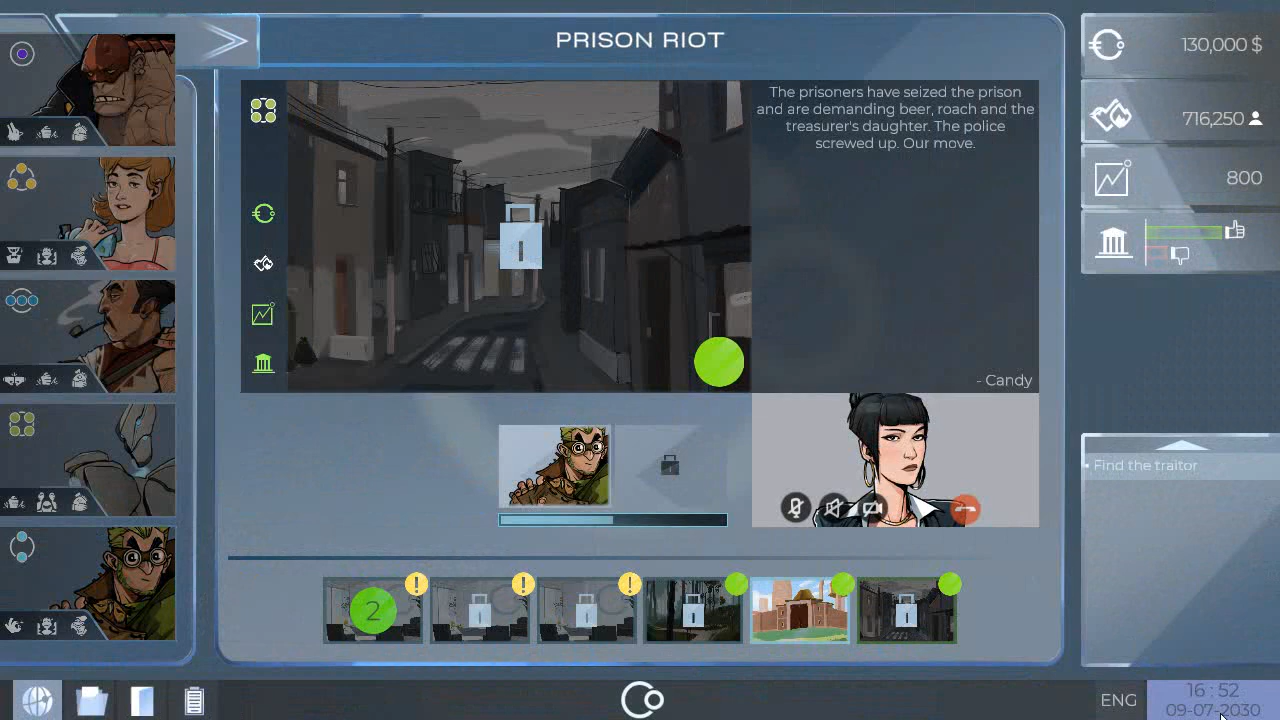 PRISON RIOT
130,000 $
The prisoners have seized the prison
and are demanding beer, roach and the
treasurer's daughter. The police
screwed up. Our move.
716,250
800
- Candy
Find the traitor
!
!
!
2
ENG
16 : 52
09-07-2030